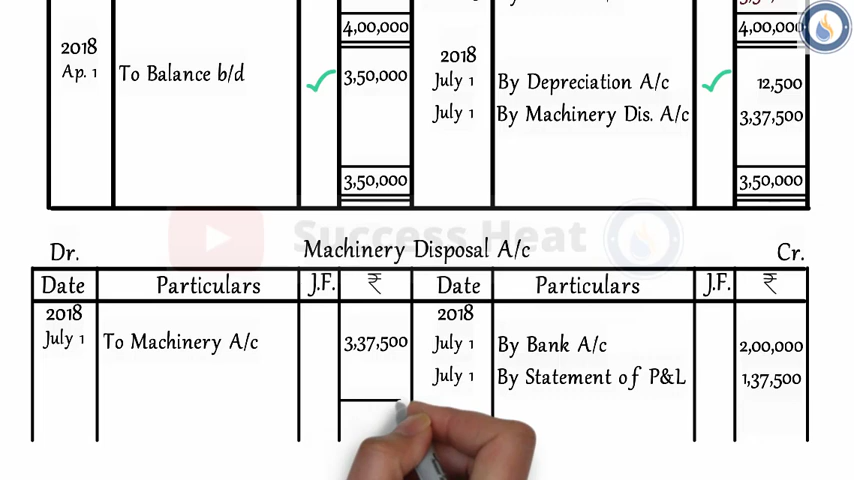 4,00,000 4,00,000
2018 2018
Ap. 1 To Balance b/d 3,50,000 July 1 By Depreciation A/c 12,500
July 1 By Machinery Dis. A/c 3,37,500
3,50,000 3,50,000
Success Heat
Dr. Machinery Disposal A/c Cr.
Date Particulars J.F. ₹ Date Particulars J.F. ₹
2018 2018
July 1 To Machinery A/c 3,37,500 July 1 By Bank A/c 2,00,000
July 1 By Statement of P&L 1,37,500